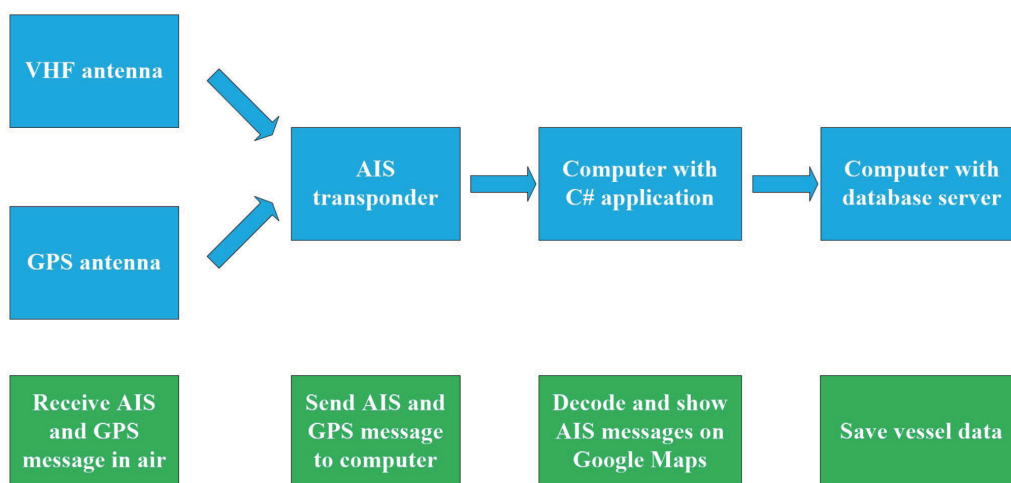 VHF antenna
GPS antenna
AIS
transponder
Computer with
C# application
Computer with
database server
Receive AIS
and GPS
message in air
Send AIS and
GPS message
to computer
Decode and show
AIS messages on
Google Maps
Save vessel data